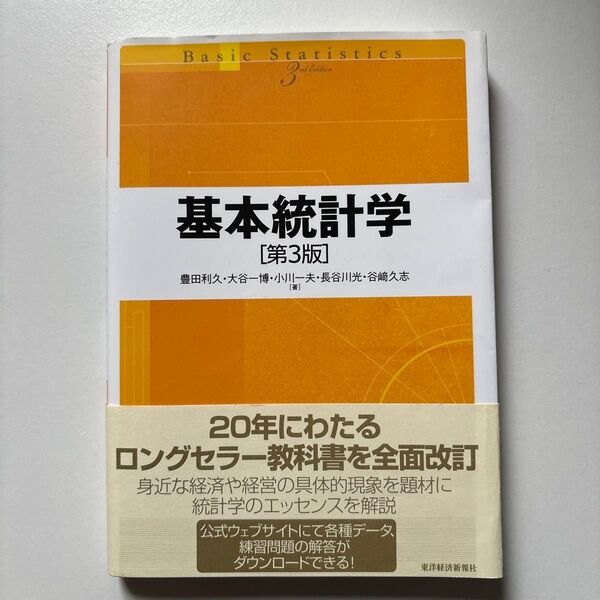 Basic Statistics
3rd Edition
基本統計学
[第3版]
豊田利久・大谷一博・小川一夫・長谷川光・谷﨑久志
[著]
20年にわたる
ロングセラー教科書を全面改訂
身近な経済や経営の具体的現象を題材に
統計学のエッセンスを解説
公式ウェブサイトにて各種データ、
練習問題の解答が
ダウンロードできる!
東洋経済新報社